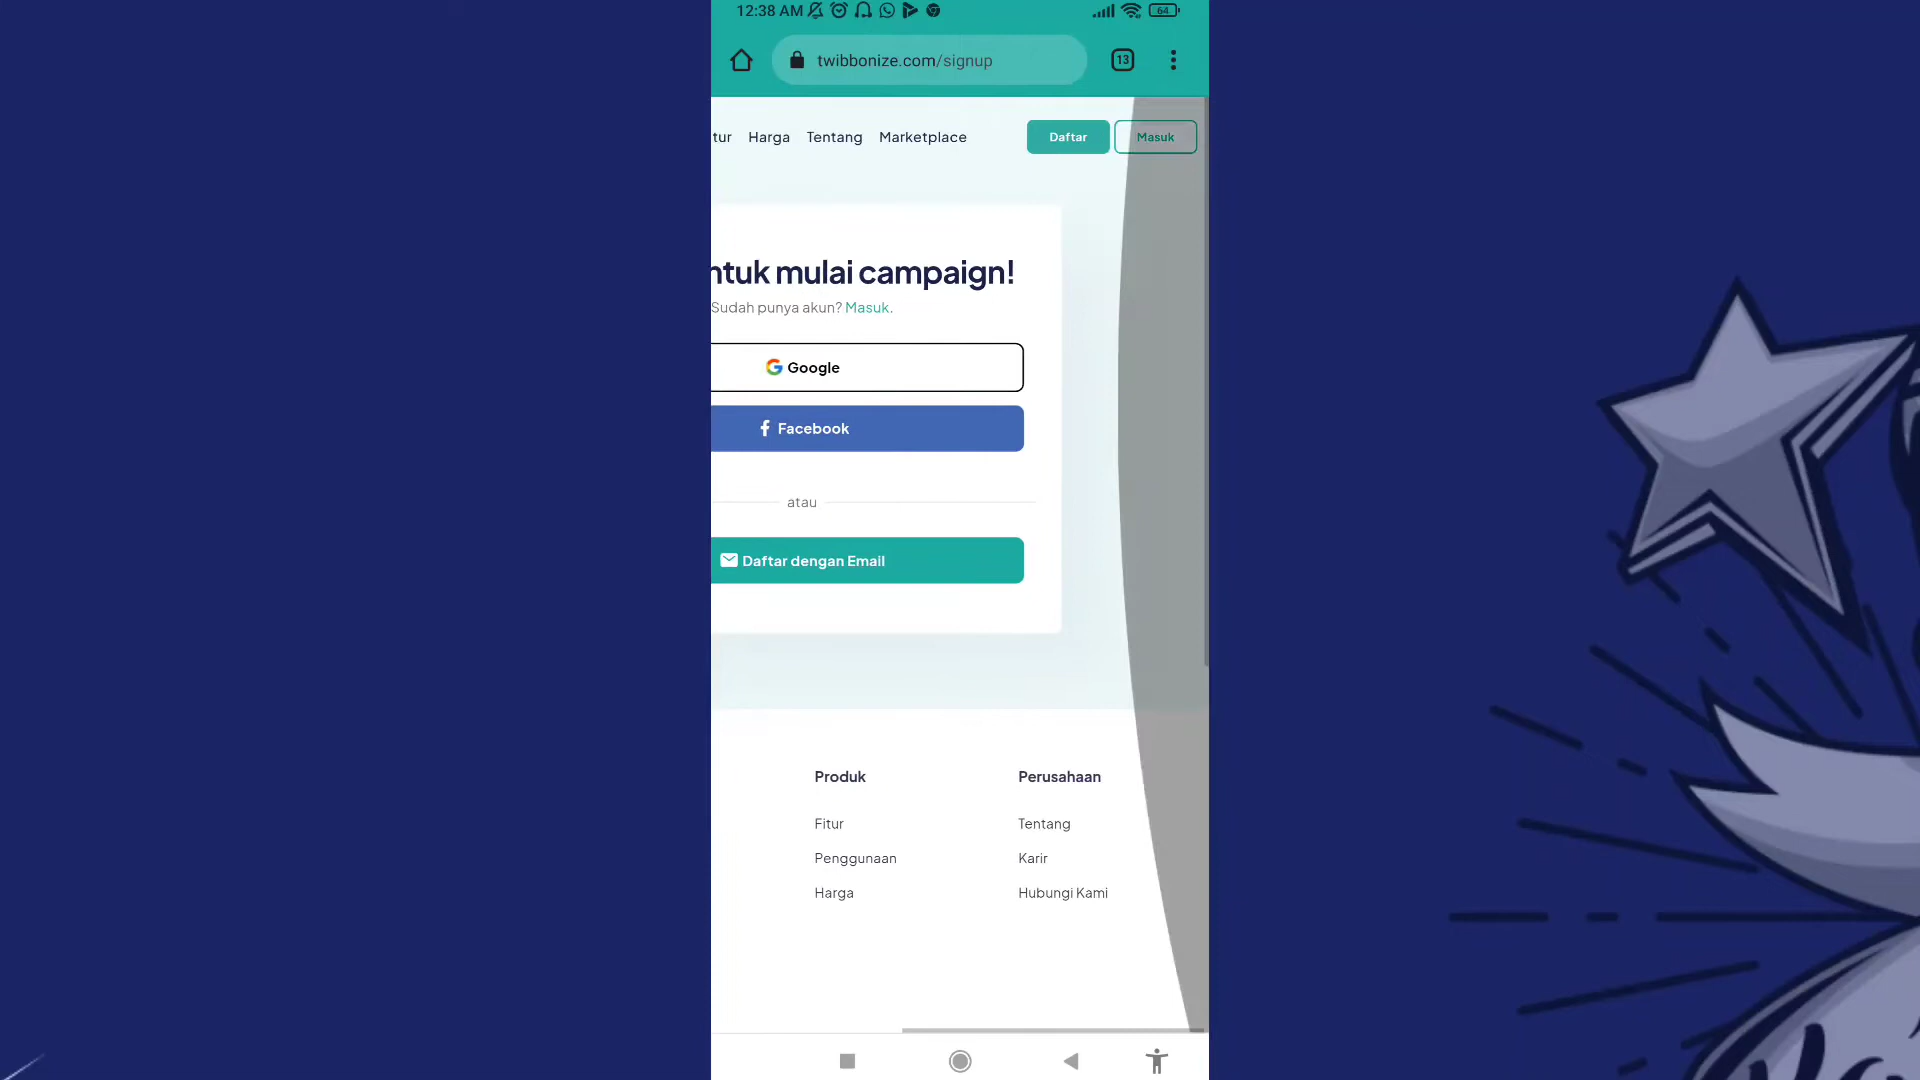 12:38 AM
64
twibbonize.com/signup
13
tur Harga Tentang Marketplace Daftar Masuk
ntuk mulai campaign!
Sudah punya akun? Masuk.
Google
Facebook
atau
Daftar dengan Email
Produk Perusahaan
Fitur Tentang
Penggunaan Karir
Harga Hubungi Kami